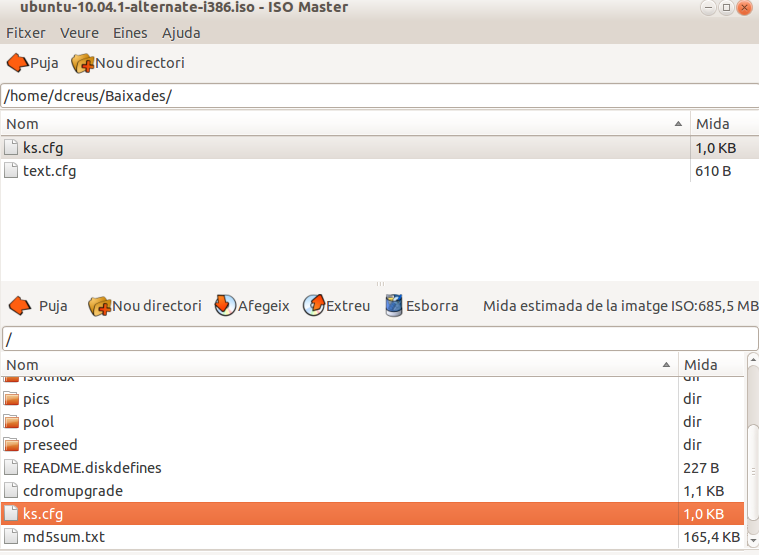 ubuntu-10.04.1-alternate-i386.iso - ISO Master
Fitxer Veure Eines Ajuda
Puja Nou directori
/home/dcreus/Baixades/
Nom Mida
ks.cfg 1,0 KB
text.cfg 610 B
Puja Nou directori Afegeix Extreu Esborra Mida estimada de la imatge ISO:685,5 MB
/
Nom Mida
isolinux dir
pics dir
pool dir
preseed dir
README.diskdefines 227 B
cdromupgrade 1,1 KB
ks.cfg 1,0 KB
md5sum.txt 165,4 KB